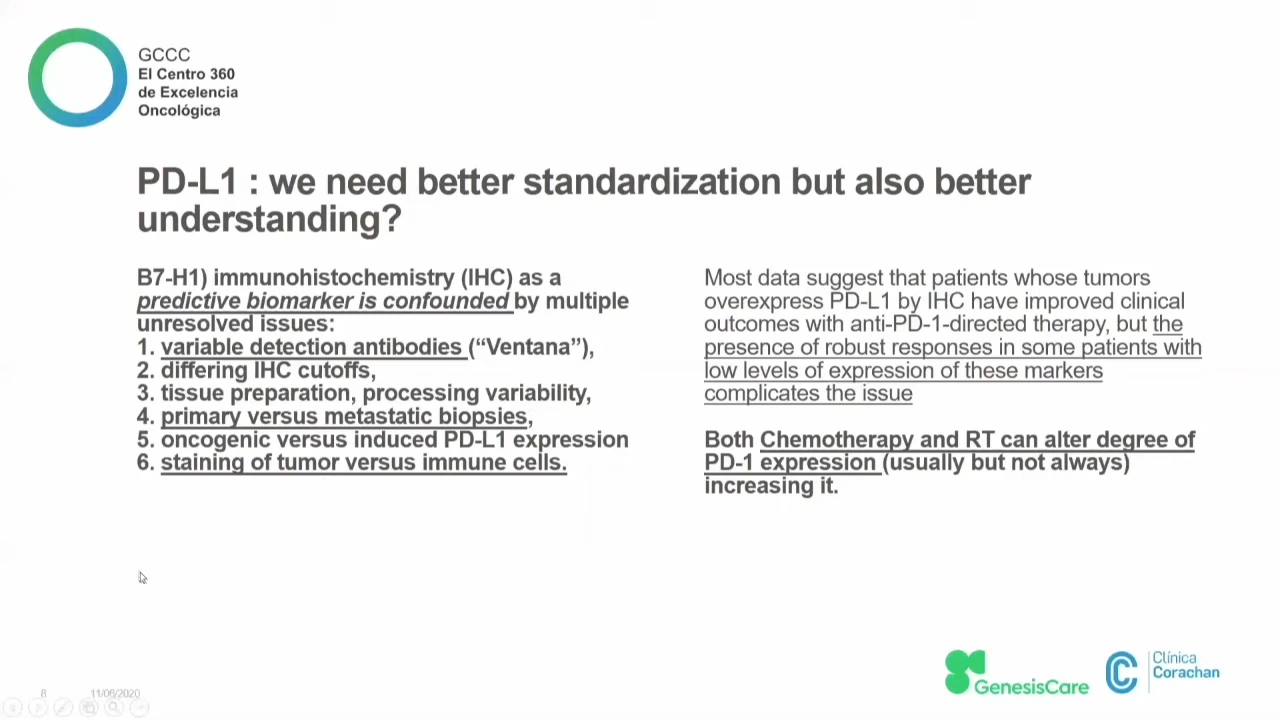 GCCC
El Centro 360
de Excelencia
Oncológica
PD-L1 : we need better standardization but also better
understanding?
B7-H1) immunohistochemistry (IHC) as a
predictive biomarker is confounded by multiple
unresolved issues:
1. variable detection antibodies (“Ventana”),
2. differing IHC cutoffs,
3. tissue preparation, processing variability,
4. primary versus metastatic biopsies,
5. oncogenic versus induced PD-L1 expression
6. staining of tumor versus immune cells.
Most data suggest that patients whose tumors
overexpress PD-L1 by IHC have improved clinical
outcomes with anti-PD-1-directed therapy, but the
presence of robust responses in some patients with
low levels of expression of these markers
complicates the issue
Both Chemotherapy and RT can alter degree of
PD-1 expression (usually but not always)
increasing it.
8
11/06/2020
GenesisCare
Clínica
Corachan